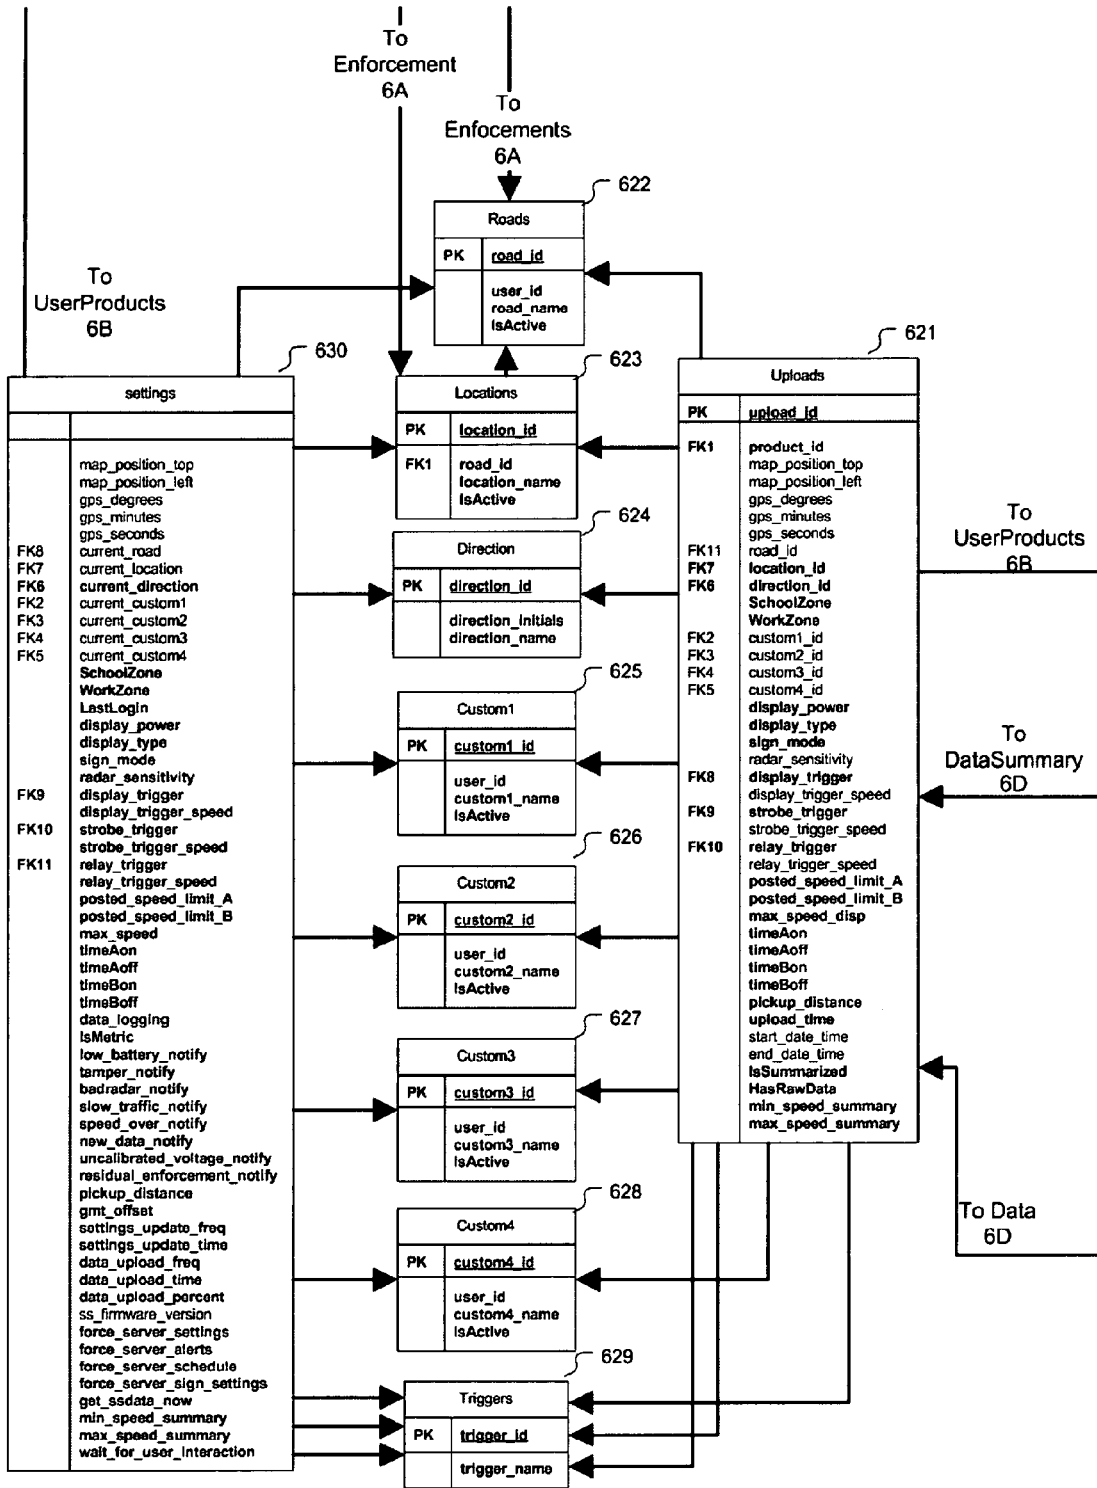 To
Enforcement
6A
To
Enfocements
6A
622
Roads
PK road_id
user_id
road_name
IsActive
To
UserProducts
6B
630
settings
map_position_top
map_position_left
gps_degrees
gps_minutes
gps_seconds
FK8 current_road
FK7 current_location
FK6 current_direction
FK2 current_custom1
FK3 current_custom2
FK4 current_custom3
FK5 current_custom4
SchoolZone
WorkZone
LastLogin
display_power
display_type
sign_mode
radar_sensitivity
FK9 display_trigger
display_trigger_speed
FK10 strobe_trigger
strobe_trigger_speed
FK11 relay_trigger
relay_trigger_speed
posted_speed_limit_A
posted_speed_limit_B
max_speed
timeAon
timeAoff
timeBon
timeBoff
data_logging
IsMetric
low_battery_notify
tamper_notify
badradar_notify
slow_traffic_notify
speed_over_notify
new_data_notify
uncalibrated_voltage_notify
residual_enforcement_notify
pickup_distance
gmt_offset
settings_update_freq
settings_update_time
data_upload_freq
data_upload_time
data_upload_percent
ss_firmware_version
force_server_settings
force_server_alerts
force_server_schedule
force_server_sign_settings
get_ssdata_now
min_speed_summary
max_speed_summary
wait_for_user_interaction
623
Locations
PK location_id
FK1 road_id
location_name
IsActive
624
Direction
PK direction_id
direction_initials
direction_name
625
Custom1
PK custom1_id
user_id
custom1_name
IsActive
626
Custom2
PK custom2_id
user_id
custom2_name
IsActive
627
Custom3
PK custom3_id
user_id
custom3_name
IsActive
628
Custom4
PK custom4_id
user_id
custom4_name
IsActive
629
Triggers
PK trigger_id
trigger_name
621
Uploads
PK upload_id
FK1 product_id
map_position_top
map_position_left
gps_degrees
gps_minutes
gps_seconds
FK11 road_id
FK7 location_id
FK6 direction_id
SchoolZone
WorkZone
FK2 custom1_id
FK3 custom2_id
FK4 custom3_id
FK5 custom4_id
display_power
display_type
sign_mode
radar_sensitivity
FK8 display_trigger
display_trigger_speed
FK9 strobe_trigger
strobe_trigger_speed
FK10 relay_trigger
relay_trigger_speed
posted_speed_limit_A
posted_speed_limit_B
max_speed_disp
timeAon
timeAoff
timeBon
timeBoff
pickup_distance
upload_time
start_date_time
end_date_time
IsSummarized
HasRawData
min_speed_summary
max_speed_summary
To
UserProducts
6B
To
DataSummary
6D
To Data
6D